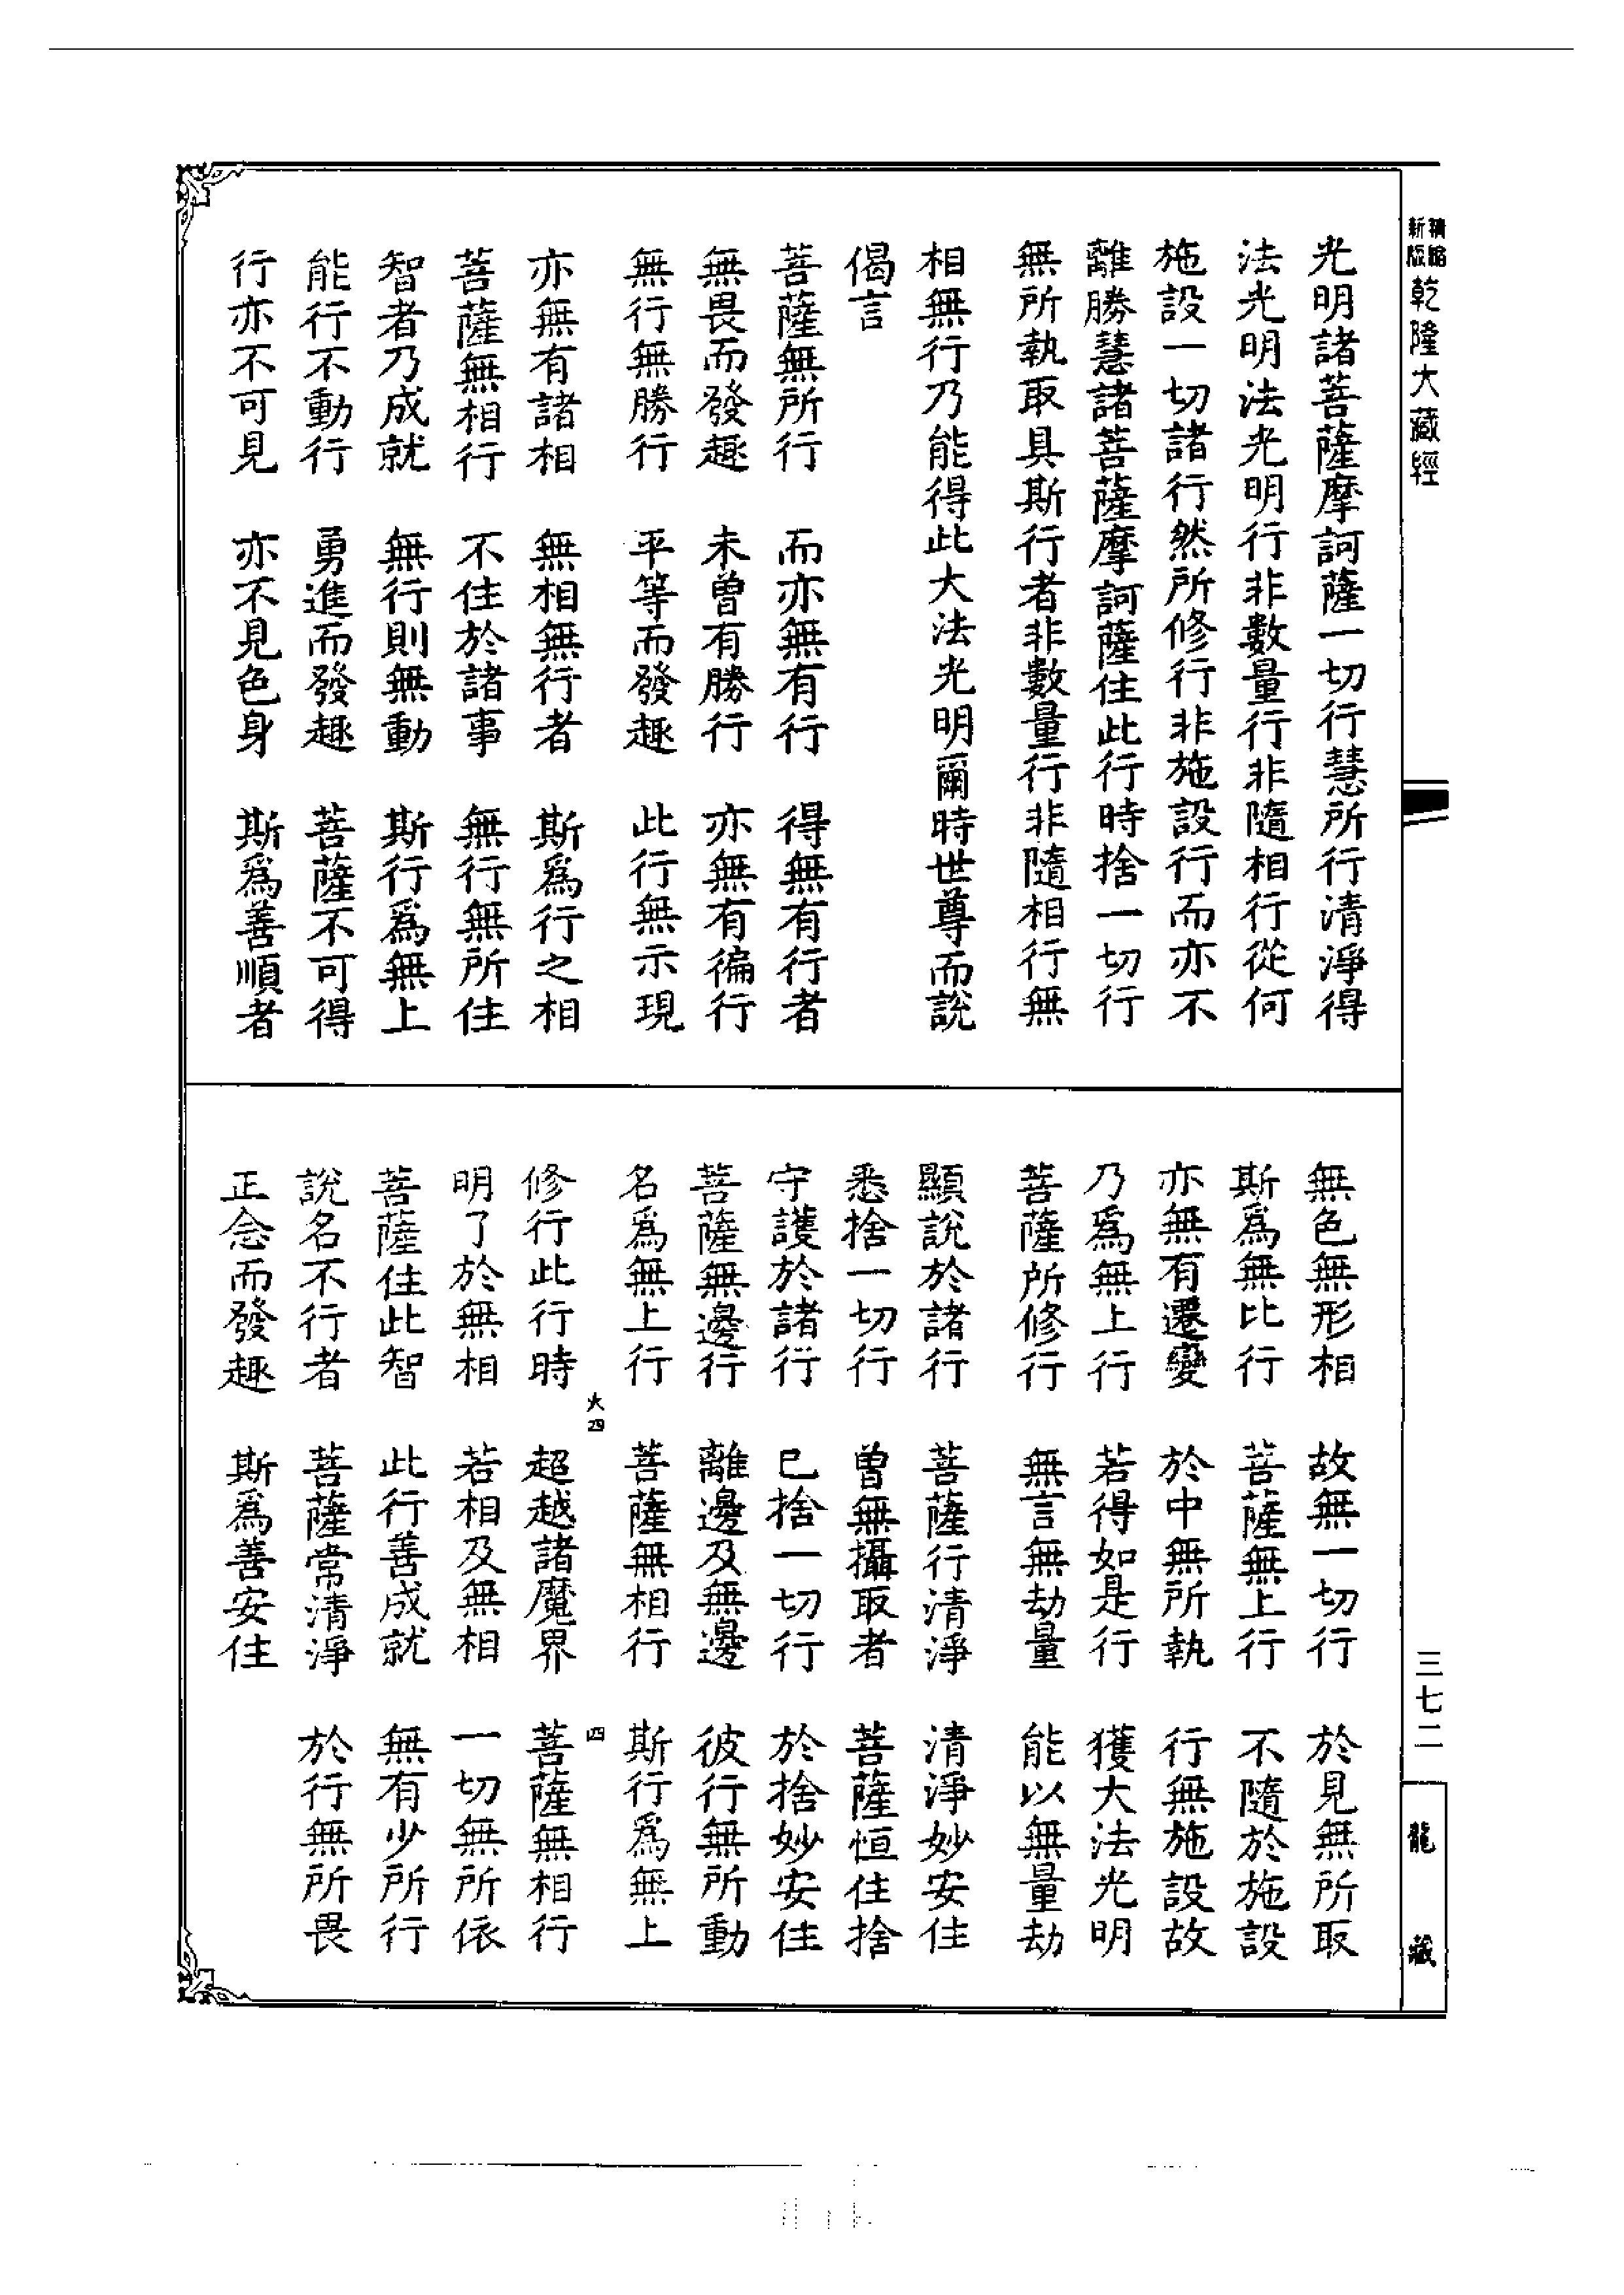 精縮新版乾隆大藏經
光明諸菩薩摩訶薩一切行慧所行清淨得
法光明法光明行非數量行非隨相行從何
施設一切諸行然所修行非施設行而亦不
離勝慧諸菩薩摩訶薩住此行時捨一切行
無所執取具斯行者非數量行非隨相行無
相無行乃能得此大法光明爾時世尊而說
偈言
菩薩無所行 而亦無有行 得無有行者
無畏而發趣 未曾有勝行 亦無有徧行
無行無勝行 平等而發趣 此行無示現
亦無有諸相 無相無行者 斯爲行之相
菩薩無相行 不住於諸事 無行無所住
智者乃成就 無行則無動 斯行爲無上
能行不動行 勇進而發趣 菩薩不可得
行亦不可見 亦不見色身 斯爲善順者
無色無形相 故無一切行 於見無所取
斯爲無比行 菩薩無上行 不隨於施設
亦無有遷變 於中無所執 行無施設故
乃爲無上行 若得如是行 獲大法光明
菩薩所修行 無言無劫量 能以無量劫
顯說於諸行 菩薩行清淨 清淨妙安住
悉捨一切行 曾無攝取者 菩薩恒住捨
守護於諸行 已捨一切行 於捨妙安住
菩薩無邊行 離邊及無邊 彼行無所動
名爲無上行 菩薩無相行 斯行爲無上
四
修行此行時 超越諸魔界 菩薩無相行
明了於無相 若相及無相 一切無所依
菩薩住此智 此行善成就 無有少所行
說名不行者 菩薩常清淨 於行無所畏
正念而發趣 斯爲善安住
三七二
龍藏